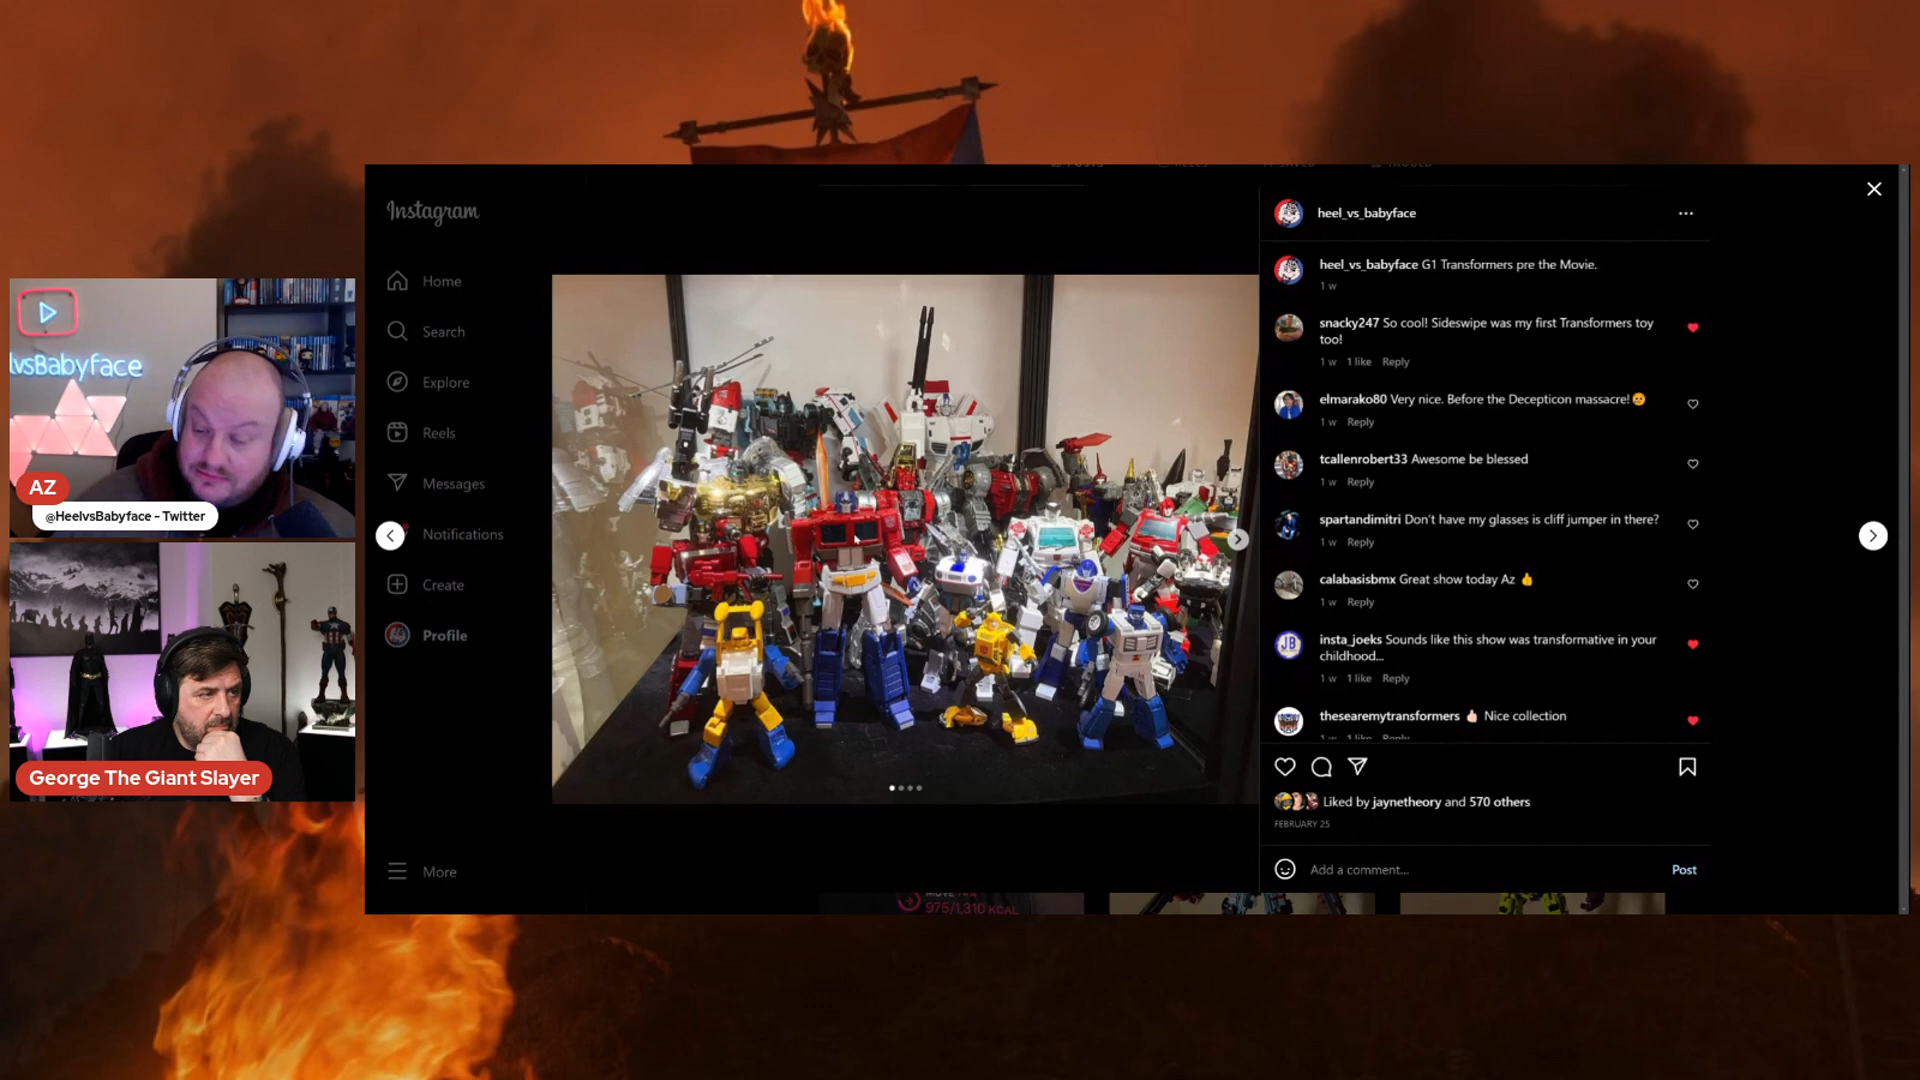 lvsBabyface
AZ
@HeelvsBabyface - Twitter
George The Giant Slayer
Instagram
Home
Search
Explore
Reels
Messages
Notifications
Create
Profile
More
975/1,310 KCAL
heel_vs_babyface
heel_vs_babyface G1 Transformers pre the Movie.
1 w
snacky247 So cool! Sideswipe was my first Transformers toy
too!
1 w 1 like Reply
elmarako80 Very nice. Before the Decepticon massacre!
1 w Reply
tcallenrobert33 Awesome be blessed
1 w Reply
spartandimitri Don't have my glasses is cliff jumper in there?
1 w Reply
calabasisbmx Great show today Az 👍
1 w Reply
insta_joeks Sounds like this show was transformative in your
childhood...
1 w 1 like Reply
thesearemytransformers 👍🏻 Nice collection
1 w 1 like Reply
Liked by jaynetheory and 570 others
FEBRUARY 25
Add a comment...
Post